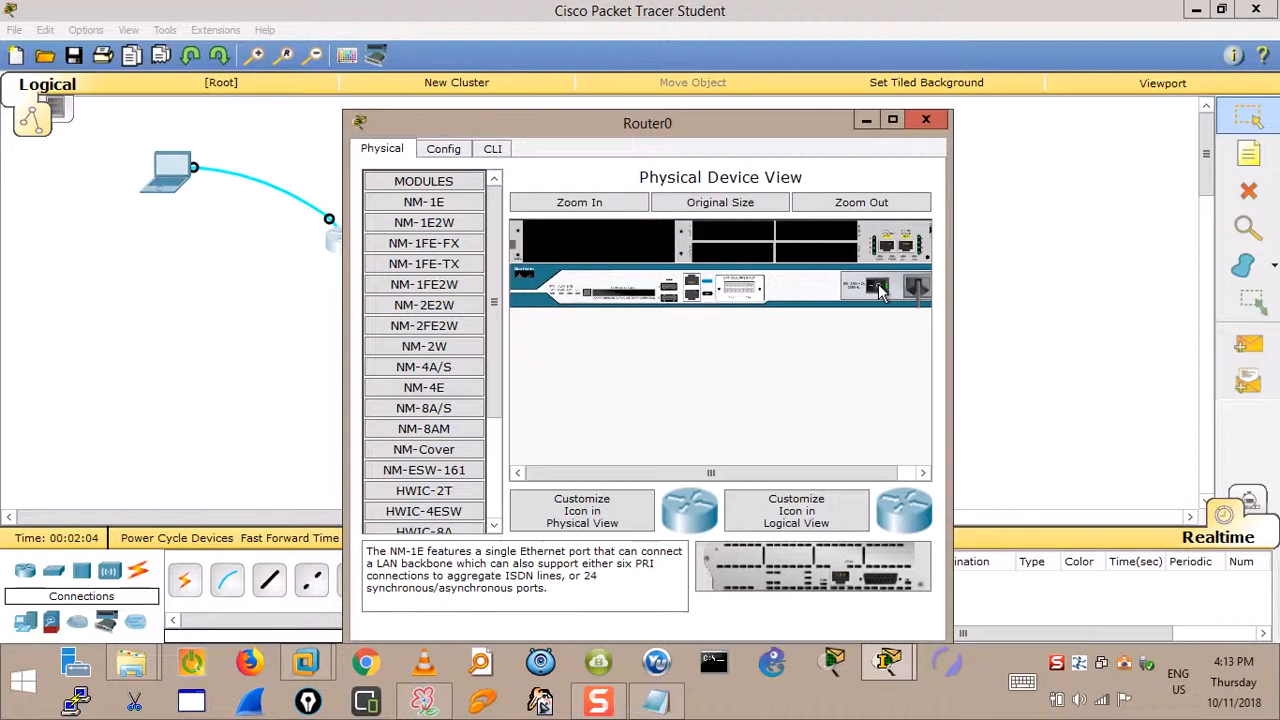 Cisco Packet Tracer Student
File Edit Options View Tools Extensions Help
Logical [Root] New Cluster Move Object Set Tiled Background Viewport
Router0
Physical Config CLI
Physical Device View
Zoom In Original Size Zoom Out
MODULES
NM-1E
NM-1E2W
NM-1FE-FX
NM-1FE-TX
NM-1FE2W
NM-2E2W
NM-2FE2W
NM-2W
NM-4A/S
NM-4E
NM-8A/S
NM-8AM
NM-Cover
NM-ESW-161
HWIC-2T
HWIC-4ESW
HWIC-8A
Customize
Icon in
Physical View
Customize
Icon in
Logical View
The NM-1E features a single Ethernet port that can connect
a LAN backbone which can also support either six PRI
connections to aggregate ISDN lines, or 24
synchronous/asynchronous ports.
Time: 00:02:04 Power Cycle Devices Fast Forward Time
Realtime
Connections
ination Type Color Time(sec) Periodic Num
ENG
US
4:13 PM
Thursday
10/11/2018